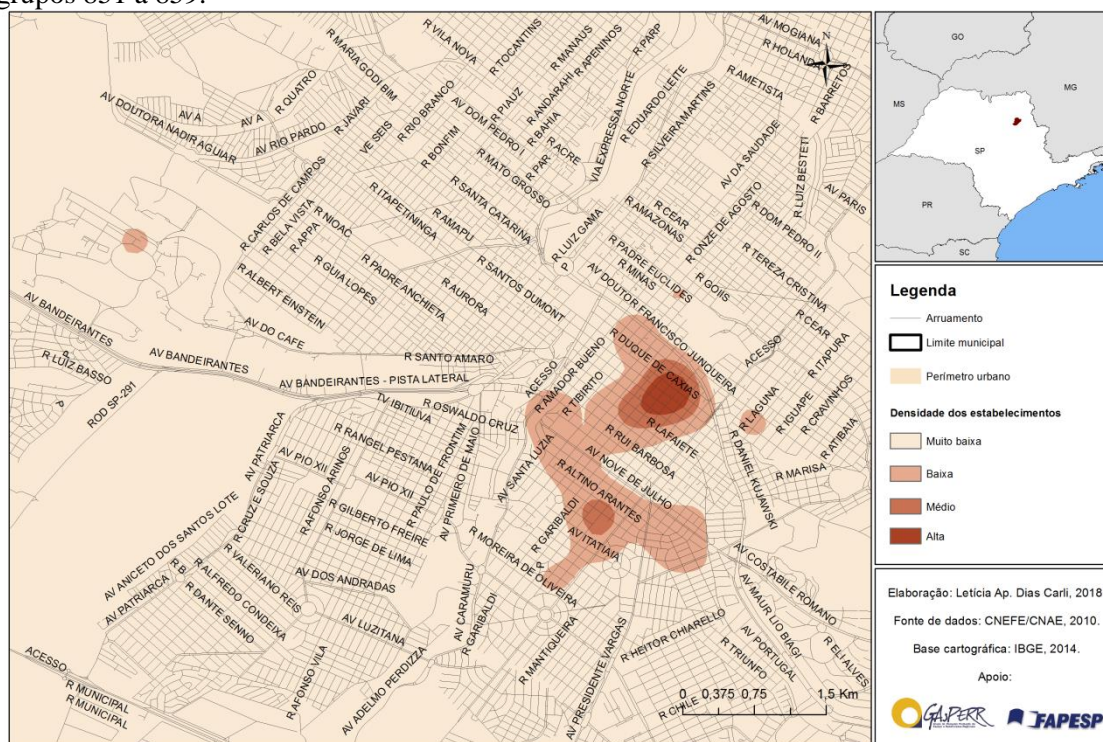 grupos 851 a 859.
AV MOGIANA
R HOLAND
N
R VILA NOVA
R TOCANTINS
R MANAUS
R APENINOS
R PARP
R MARIA GODI BIM
R PIAUZ
R ANDARAHI
R EDUARDO LEITE
R AMETISTA
R BARRETOS
AV A
AV A
R QUATRO
R JAVARI
VE SEIS
R RIO BRANCO
AV DOM PEDRO I
R BAHIA
R ACRE
R PAR
VIA EXPRESSA NORTE
R SILVEIRA MARTINS
AV DOUTORA NADIR AGUIAR
AV RIO PARDO
R BONFIM
R MATO GROSSO
AV DA SAUDADE
R LUIZ BESTETI
AV PARIS
R CARLOS DE CAMPOS
R BELA VISTA
R APPA
R NIOAC
R ITAPETININGA
R AMAPU
R SANTA CATARINA
R LUIZ GAMA
P
R CEAR
R AMAZONAS
R ONZE DE AGOSTO
R DOM PEDRO II
R ALBERT EINSTEIN
R GUIA LOPES
R PADRE ANCHIETA
R AURORA
R SANTOS DUMONT
R PADRE EUCLIDES
R MINAS
R GOIIS
R TEREZA CRISTINA
AV DOUTOR FRANCISCO JUNQUEIRA
R CEAR
AV BANDEIRANTES
AV DO CAFE
R SANTO AMARO
R DUQUE DE CAXIAS
ACESSO
R ITAPURA
R LUIZ BASSO
P
P
AV BANDEIRANTES
AV BANDEIRANTES - PISTA LATERAL
ACESSO
R AMADOR BUENO
R TIBIRITO
R LAGUNA
R IGUAPE
R CRAVINHOS
R ATIBAIA
ROD SP-291
TV IBITIUVA
R OSWALDO CRUZ
R LAFAIETE
R RUI BARBOSA
R DANIEL KUJAWSKI
R MARISA
AV PATRIARCA
R RANGEL PESTANA
AV PIO XII
AV PIO XII
R PAULO DE FRONTIM
AV PRIMEIRO DE MAIO
AV SANTA LUZIA
R ALTINO ARANTES
AV NOVE DE JULHO
R CRUZ E SOUZA
R AFONSO ARINOS
R GILBERTO FREIRE
R JORGE DE LIMA
R GARIBALDI
P
AV ITATIAIA
AV ANICETO DOS SANTOS LOTE
AV PATRIARCA
R B
R VALERIANO REIS
R ALFREDO CONDEIXA
R DANTE SENNO
AV DOS ANDRADAS
R MOREIRA DE OLIVEIRA
AV COSTABILE ROMANO
AV LUZITANA
AV CARAMURU
R GARIBALDI
R MANTIQUEIRA
AV PRESIDENTE VARGAS
R HEITOR CHIARELLO
AV MAUR LIO BIAGI
AV PORTUGAL
R TRIUNFO
R ELI ALVES
ACESSO
R MUNICIPAL
R MUNICIPAL
R AFONSO VILA
AV ADELMO PERDIZZA
R CHILE
0 0,375 0,75 1,5 Km
GO
MG
MS
SP
PR
SC
Legenda
Arruamento
Limite municipal
Perímetro urbano
Densidade dos estabelecimentos
Muito baixa
Baixa
Médio
Alta
Elaboração: Letícia Ap. Dias Carli, 2018
Fonte de dados: CNEFE/CNAE, 2010.
Base cartográfica: IBGE, 2014.
Apoio:
GASPERR
FAPESP